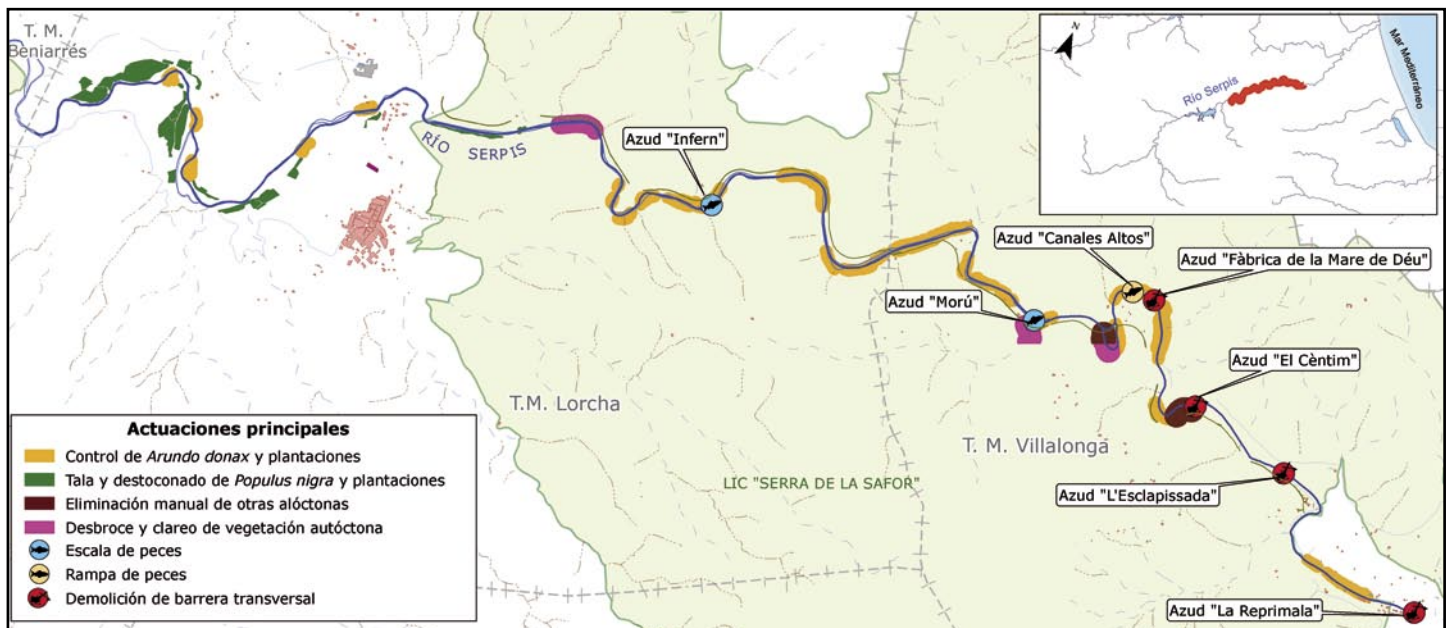 T. M.
Beniarrés
N
Río Serpis
Mar Mediterráneo
RÍO SERPIS
Azud "Infern"
Azud "Canales Altos"
Azud "Fàbrica de la Mare de Déu"
Azud "Morú"
Azud "El Cèntim"
T.M. Lorcha
T. M. Villalonga
LIC "SERRA DE LA SAFOR"
Azud "L'Esclapissada"
Azud "La Reprimala"
Actuaciones principales
Control de Arundo donax y plantaciones
Tala y destoconado de Populus nigra y plantaciones
Eliminación manual de otras alóctonas
Desbroce y clareo de vegetación autóctona
Escala de peces
Rampa de peces
Demolición de barrera transversal